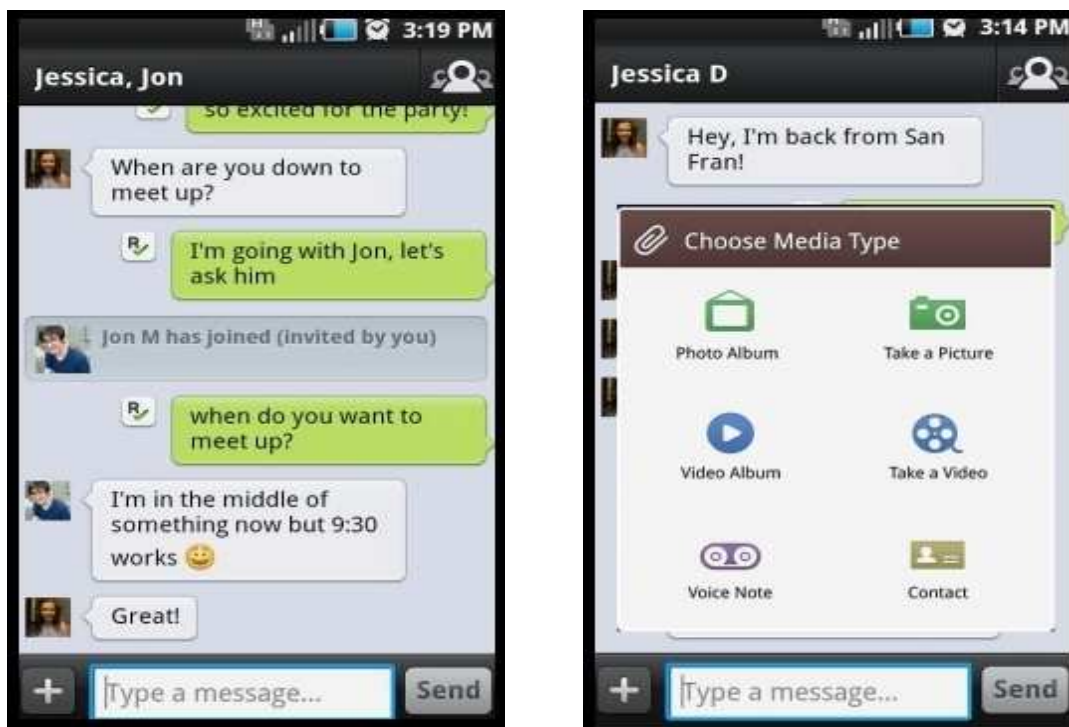 3:19 PM
Jessica, Jon
so excited for the party!
When are you down to
meet up?
R
I'm going with Jon, let's
ask him
Jon M has joined (invited by you)
R
when do you want to
meet up?
I'm in the middle of
something now but 9:30
works 😀
Great!
+
Type a message...
Send
3:14 PM
Jessica D
Hey, I'm back from San
Fran!
Choose Media Type
Photo Album
Take a Picture
Video Album
Take a Video
Voice Note
Contact
+
Type a message...
Send